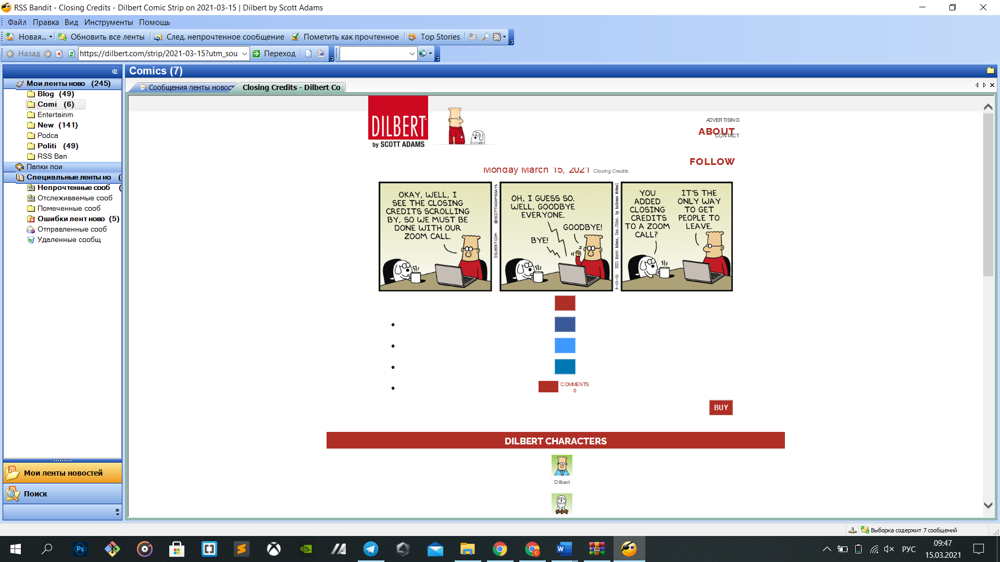 RSS Bandit - Closing Credits - Dilbert Comic Strip on 2021-03-15 | Dilbert by Scott Adams
Файл Правка Вид Инструменты Помощь
Новая... Обновить все ленты След. непрочтенное сообщение Пометить как прочтенное Top Stories
Назад https://dilbert.com/strip/2021-03-15?utm_sou Переход
Comics (7)
Сообщения ленты новост Closing Credits - Dilbert Co
Мои ленты ново (245)
Blog (49)
Comi (6)
Entertainm
New (141)
Podca
Politi (49)
RSS Ban
Папки пои
Специальные ленты но (
Непрочтенные сооб (
Отслеживаемые сооб
Помеченные сооб
Ошибки лент ново (5)
Отправленные сооб
Удаленные сообщ
Мои ленты новостей
Поиск
DILBERT™
by SCOTT ADAMS
ADVERTISING
ABOUT
CONTACT
FOLLOW
Monday March 15, 2021 Closing Credits
OKAY, WELL, I
SEE THE CLOSING
CREDITS SCROLLING
BY, SO WE MUST BE
DONE WITH OUR
ZOOM CALL.
DILBERT.COM @SCOTTADAMSSAYS
OH, I GUESS SO.
WELL, GOODBYE
EVERYONE.
GOODBYE!
BYE!
3-15-21 2021 Scott Adams, Inc./Dist. by Andrews McMeel
YOU
ADDED
CLOSING
CREDITS
TO A ZOOM
CALL?
IT'S THE
ONLY WAY
TO GET
PEOPLE TO
LEAVE.
COMMENTS
0
BUY
DILBERT CHARACTERS
Dilbert
Выборка содержит 7 сообщений
Ps
W
РУС
09:47
15.03.2021